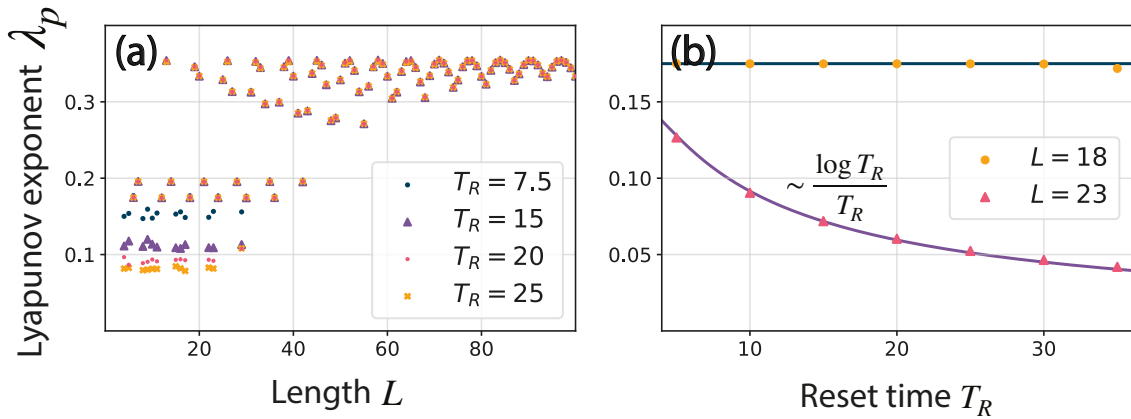 Lyapunov exponent λ_p
(a)
0.3
0.2
0.1
20 40 60 80
Length L
T_R = 7.5
T_R = 15
T_R = 20
T_R = 25
(b)
0.15
0.10
0.05
10 20 30
Reset time T_R
L = 18
L = 23
~ log T_R / T_R